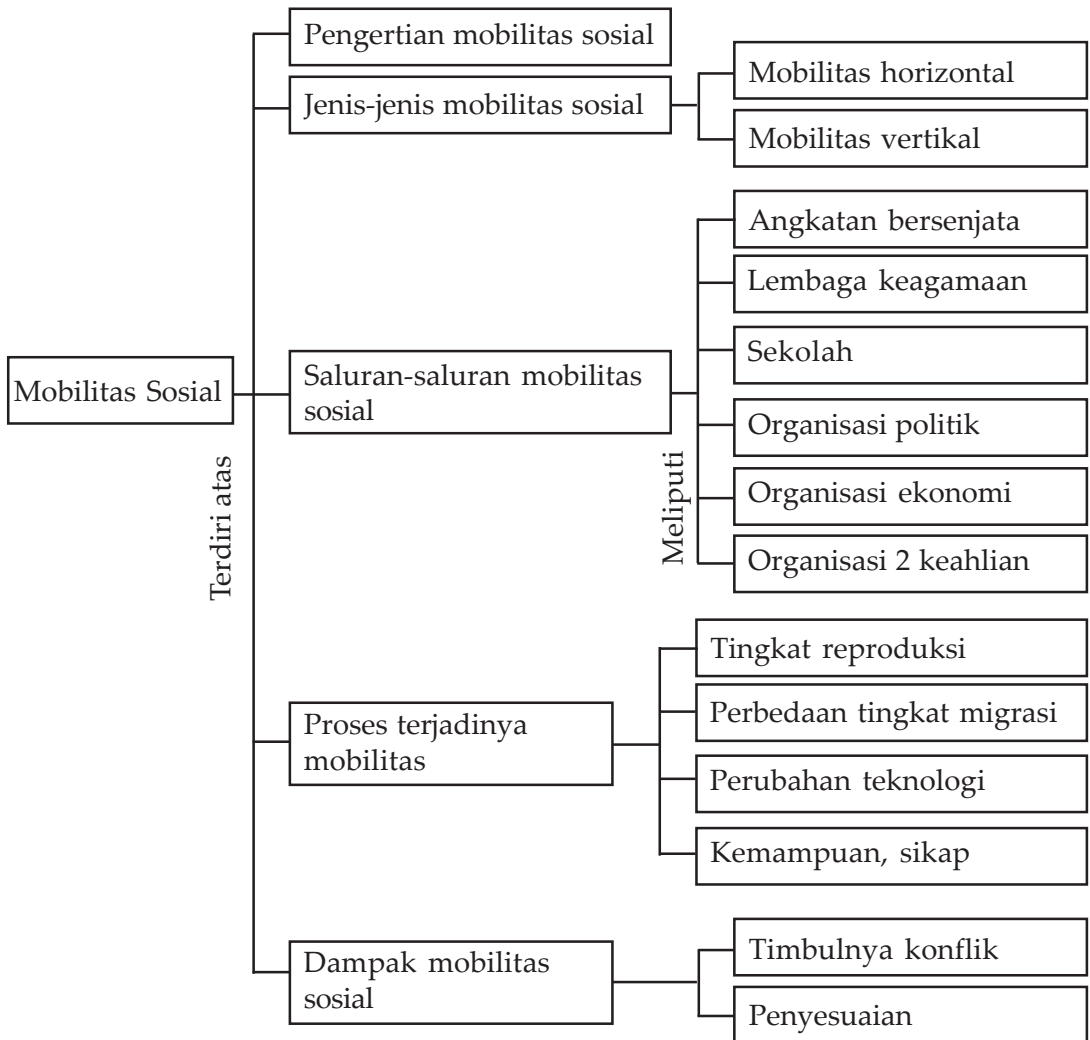 Mobilitas Sosial
Terdiri atas
Pengertian mobilitas sosial
Jenis-jenis mobilitas sosial
Mobilitas horizontal
Mobilitas vertikal
Saluran-saluran mobilitas
sosial
Meliputi
Angkatan bersenjata
Lembaga keagamaan
Sekolah
Organisasi politik
Organisasi ekonomi
Organisasi 2 keahlian
Proses terjadinya
mobilitas
Tingkat reproduksi
Perbedaan tingkat migrasi
Perubahan teknologi
Kemampuan, sikap
Dampak mobilitas
sosial
Timbulnya konflik
Penyesuaian